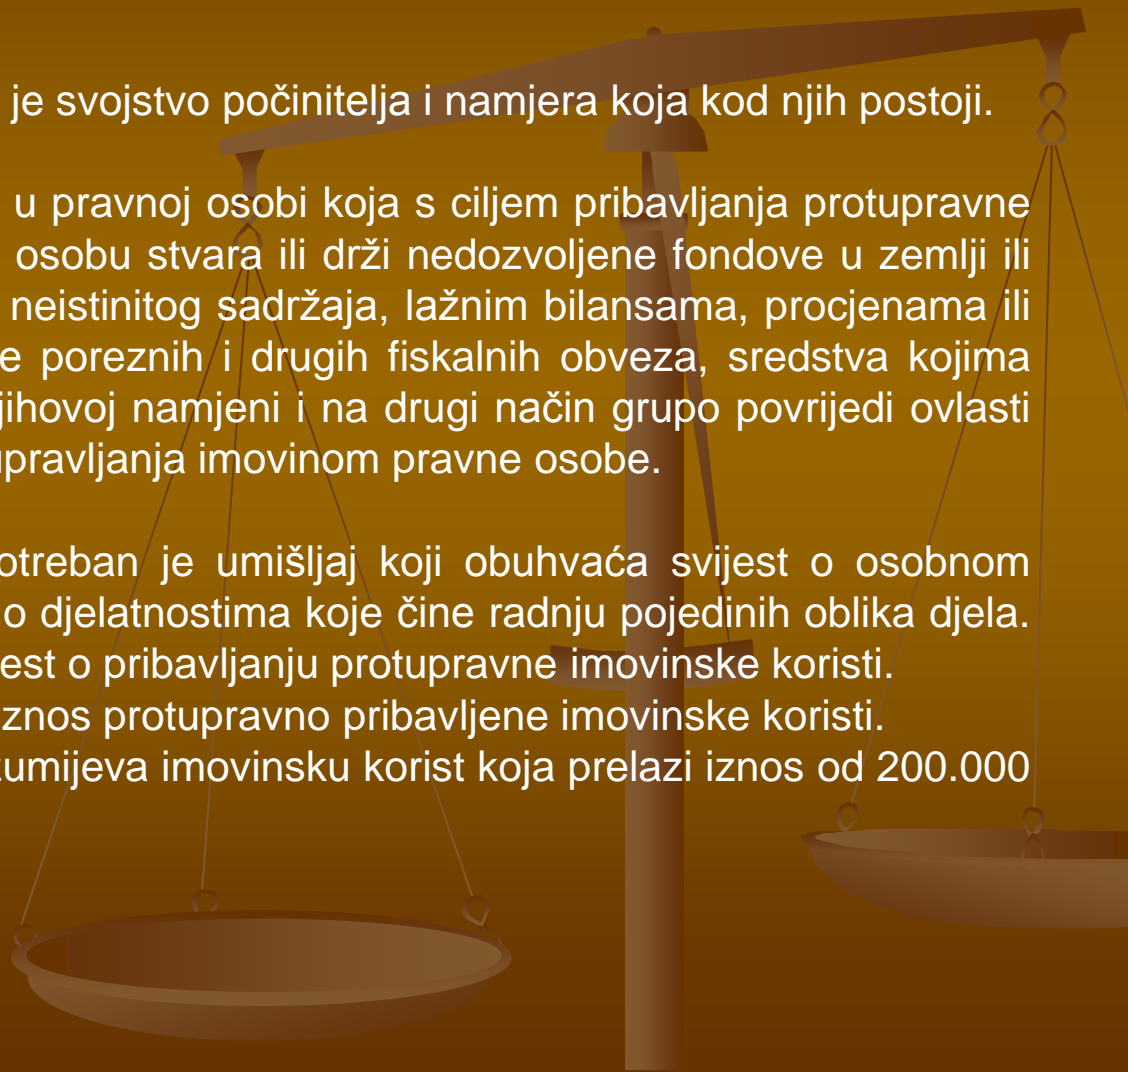 je svojstvo počinitelja i namjera koja kod njih postoji.
u pravnoj osobi koja s ciljem pribavljanja protupravne
osobu stvara ili drži nedozvoljene fondove u zemlji ili
neistinitog sadržaja, lažnim bilansama, procjenama ili
e poreznih i drugih fiskalnih obveza, sredstva kojima
jihovoj namjeni i na drugi način grupo povrijedi ovlasti
upravljanja imovinom pravne osobe.
otreban je umišljaj koji obuhvaća svijest o osobnom
o djelatnostima koje čine radnju pojedinih oblika djela.
est o pribavljanju protupravne imovinske koristi.
iznos protupravno pribavljene imovinske koristi.
zumijeva imovinsku korist koja prelazi iznos od 200.000